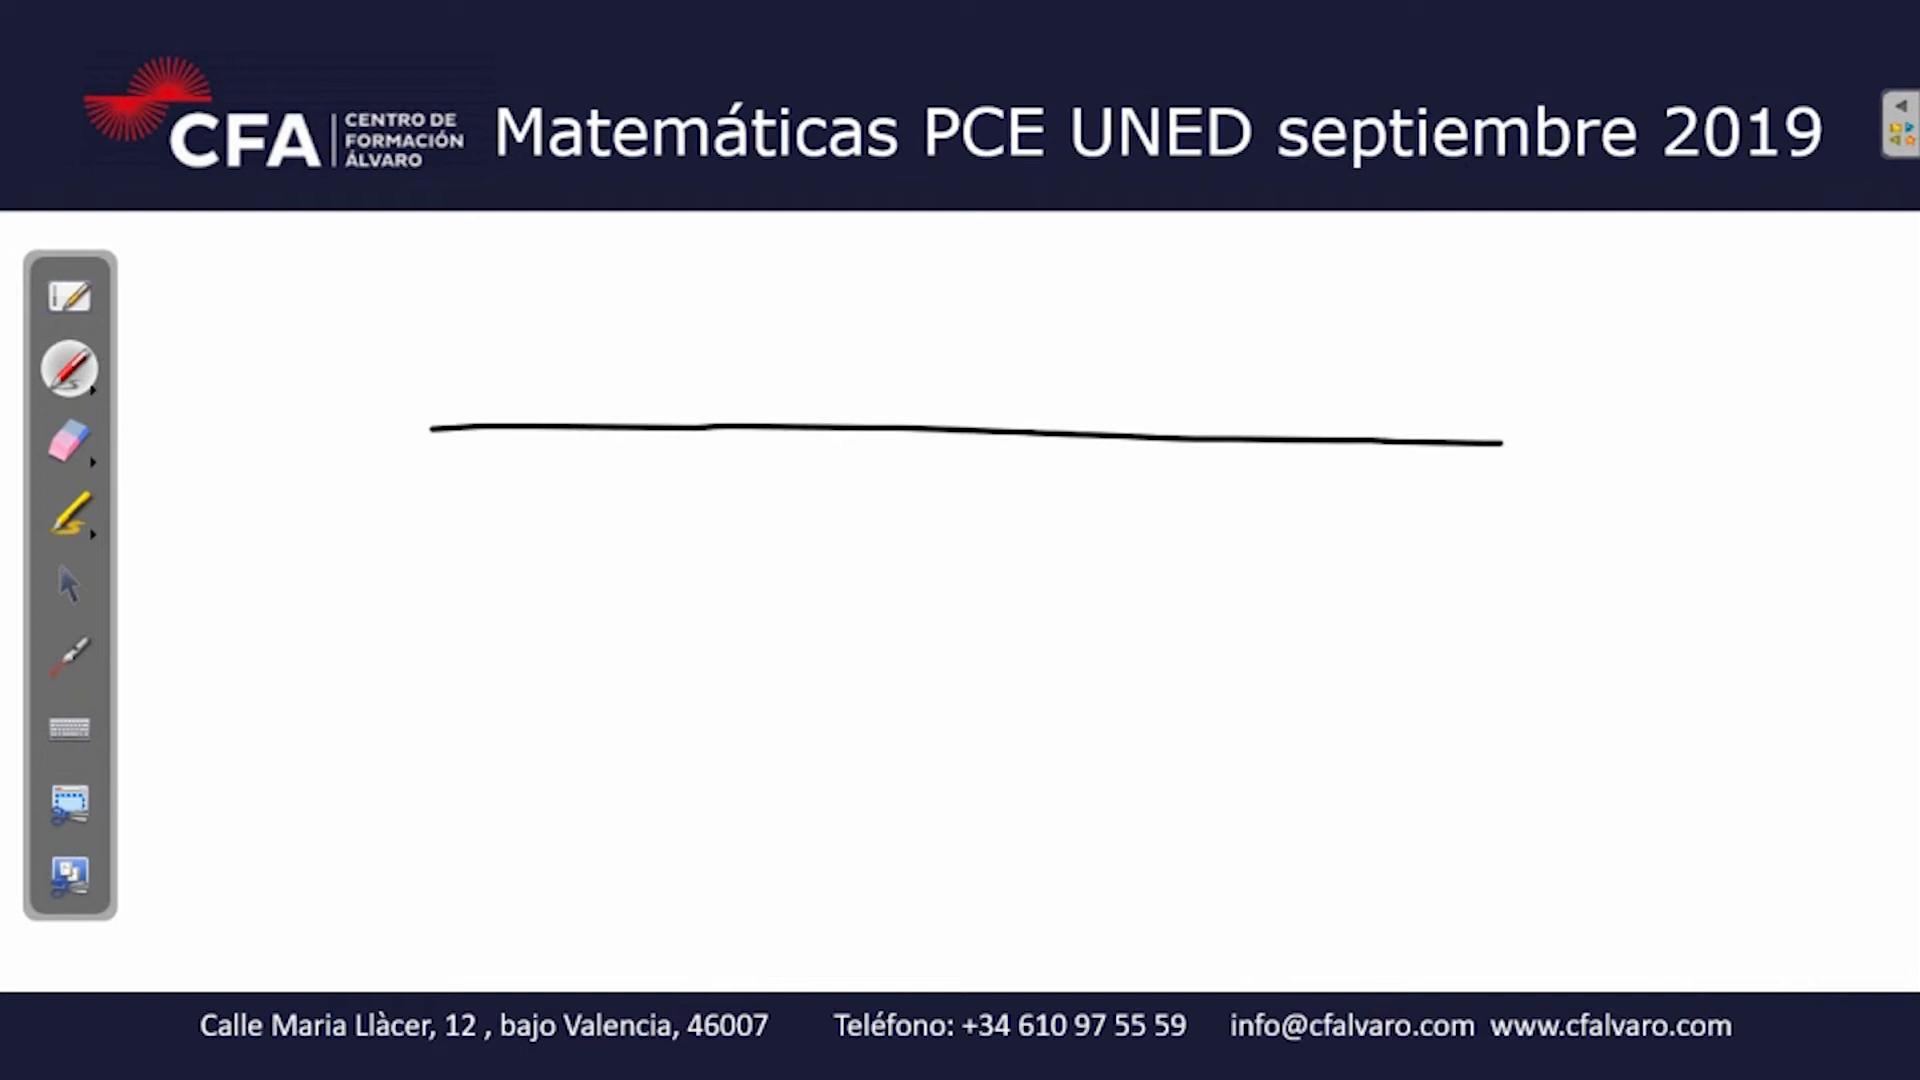 CFA
CENTRO DE
FORMACIÓN
ÁLVARO
Matemáticas PCE UNED septiembre 2019
Calle Maria Llàcer, 12 , bajo Valencia, 46007 Teléfono: +34 610 97 55 59 info@cfalvaro.com www.cfalvaro.com